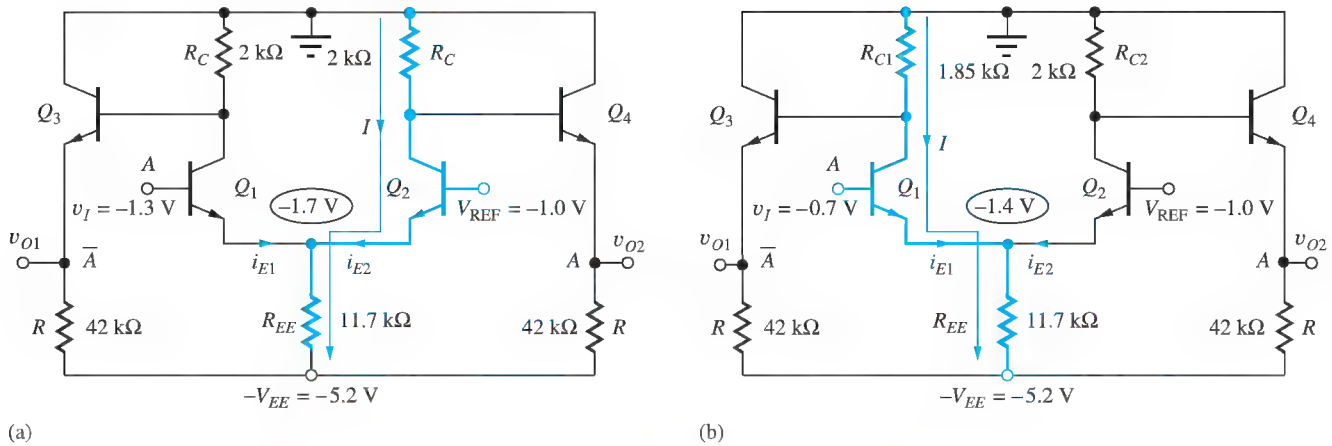 R_C 2 kΩ 2 kΩ R_C
Q_3 Q_4
I
A
Q_1 −1.7 V Q_2
v_I = −1.3 V V_REF = −1.0 V
v_O1 v_O2
A̅ i_E1 i_E2 A
R 42 kΩ R_EE 11.7 kΩ 42 kΩ R
−V_EE = −5.2 V
(a)
R_C1 1.85 kΩ 2 kΩ R_C2
Q_3 Q_4
I
A
Q_1 −1.4 V Q_2
v_I = −0.7 V V_REF = −1.0 V
v_O1 v_O2
A̅ i_E1 i_E2 A
R 42 kΩ R_EE 11.7 kΩ 42 kΩ R
−V_EE = −5.2 V
(b)